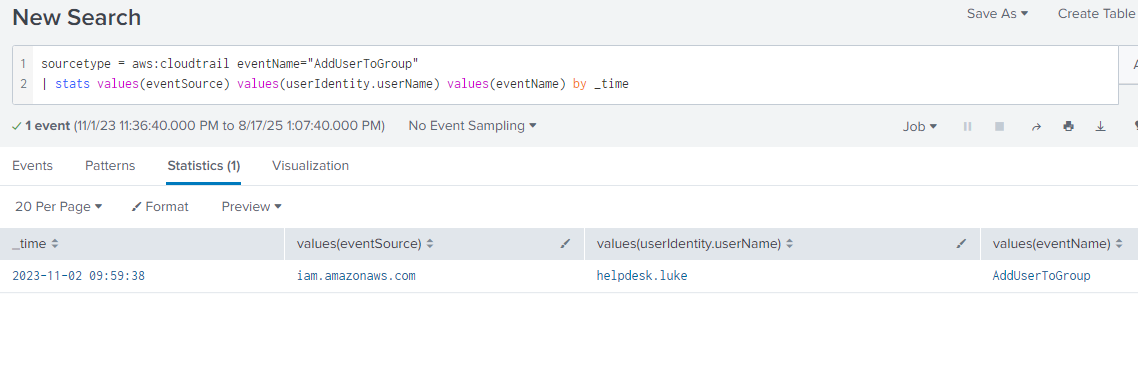 New Search
Save As Create Table
1 sourcetype = aws:cloudtrail eventName="AddUserToGroup"
2 | stats values(eventSource) values(userIdentity.userName) values(eventName) by _time
✓ 1 event (11/1/23 11:36:40.000 PM to 8/17/25 1:07:40.000 PM) No Event Sampling
Job
Events Patterns Statistics (1) Visualization
20 Per Page Format Preview
_time values(eventSource) values(userIdentity.userName) values(eventName)
2023-11-02 09:59:38 iam.amazonaws.com helpdesk.luke AddUserToGroup